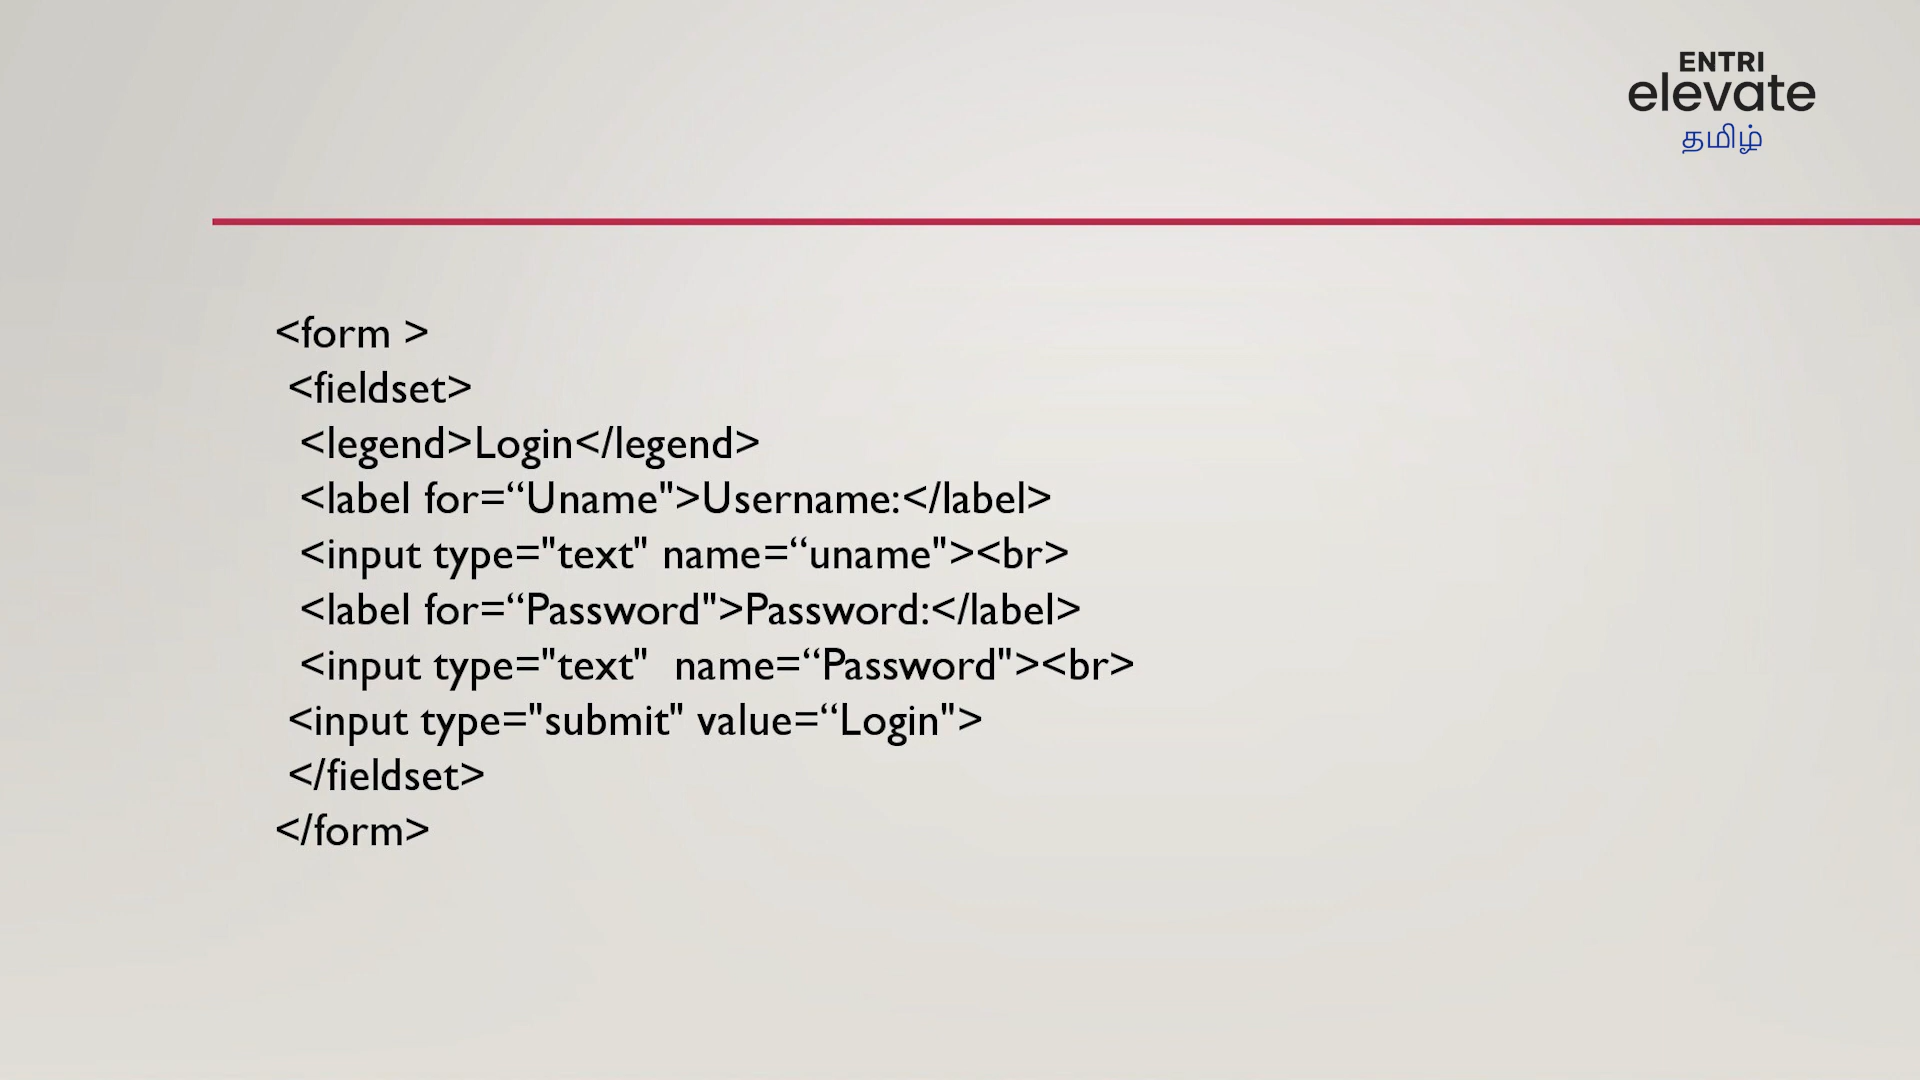 ENTRI
elevate
தமிழ்
<form >
<fieldset>
<legend>Login</legend>
<label for=“Uname">Username:</label>
<input type="text" name=“uname"><br>
<label for=“Password">Password:</label>
<input type="text"  name=“Password"><br>
<input type="submit" value=“Login">
</fieldset>
</form>